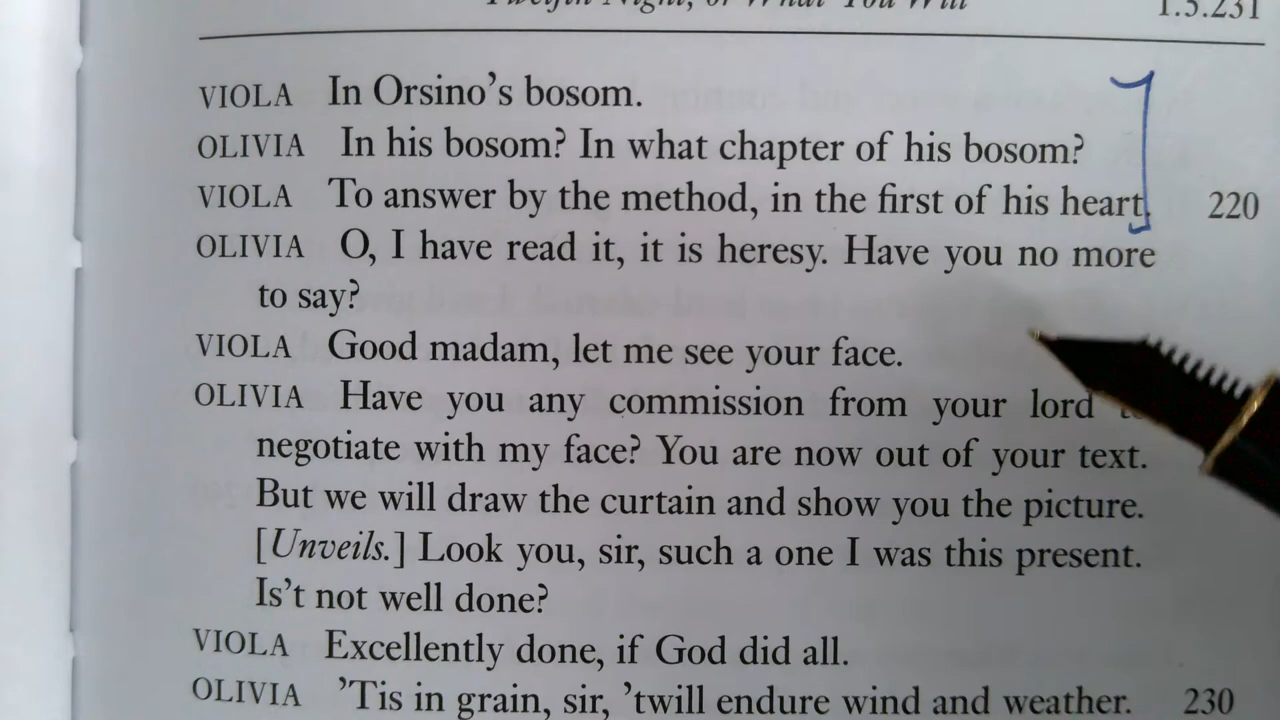 Twelfth Night, or What You Will 1.5.231
VIOLA In Orsino's bosom.
OLIVIA In his bosom? In what chapter of his bosom?
VIOLA To answer by the method, in the first of his heart. 220
OLIVIA O, I have read it, it is heresy. Have you no more
to say?
VIOLA Good madam, let me see your face.
OLIVIA Have you any commission from your lord
negotiate with my face? You are now out of your text.
But we will draw the curtain and show you the picture.
[Unveils.] Look you, sir, such a one I was this present.
Is't not well done?
VIOLA Excellently done, if God did all.
OLIVIA 'Tis in grain, sir, 'twill endure wind and weather. 230